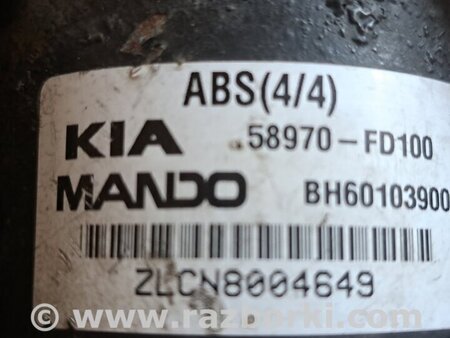 ABS(4/4)
KIA 58970-FD100
MANDO BH60103900
ZLCN8004649
© www.razborki.com